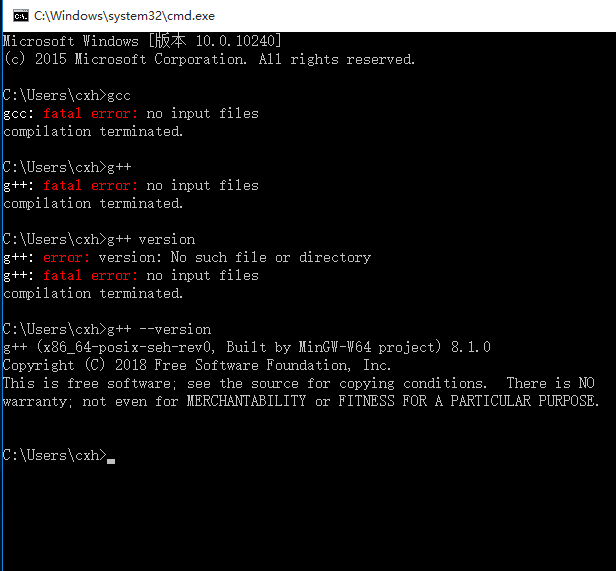 C:\Windows\system32\cmd.exe
Microsoft Windows [版本 10.0.10240]
(c) 2015 Microsoft Corporation. All rights reserved.
C:\Users\cxh>gcc
gcc: fatal error: no input files
compilation terminated.
C:\Users\cxh>g++
g++: fatal error: no input files
compilation terminated.
C:\Users\cxh>g++ version
g++: error: version: No such file or directory
g++: fatal error: no input files
compilation terminated.
C:\Users\cxh>g++ --version
g++ (x86_64-posix-seh-rev0, Built by MinGW-W64 project) 8.1.0
Copyright (C) 2018 Free Software Foundation, Inc.
This is free software; see the source for copying conditions.  There is NO
warranty; not even for MERCHANTABILITY or FITNESS FOR A PARTICULAR PURPOSE.
C:\Users\cxh>